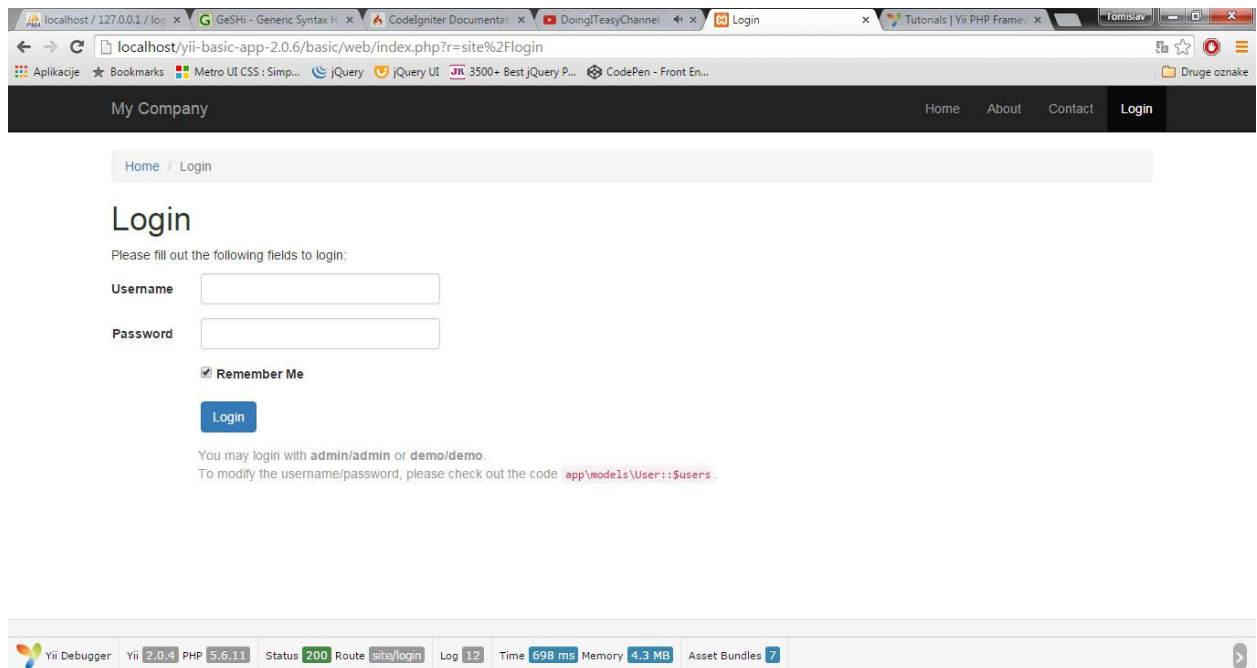 localhost / 127.0.0.1 / log
GeSHi - Generic Syntax H
CodeIgniter Documentat
DoingITeasyChannel -
Login
Tutorials | Yii PHP Framew
Tomislav
localhost/yii-basic-app-2.0.6/basic/web/index.php?r=site%2Flogin
Aplikacije Bookmarks Metro UI CSS : Simp... jQuery jQuery UI JR 3500+ Best jQuery P... CodePen - Front En... Druge oznake
My Company Home About Contact Login
Home / Login
Login
Please fill out the following fields to login:
Username
Password
Remember Me
Login
You may login with admin/admin or demo/demo.
To modify the username/password, please check out the code app\models\User::$users.
Yii Debugger Yii 2.0.4 PHP 5.6.11 Status 200 Route site/login Log 12 Time 698 ms Memory 4.3 MB Asset Bundles 7